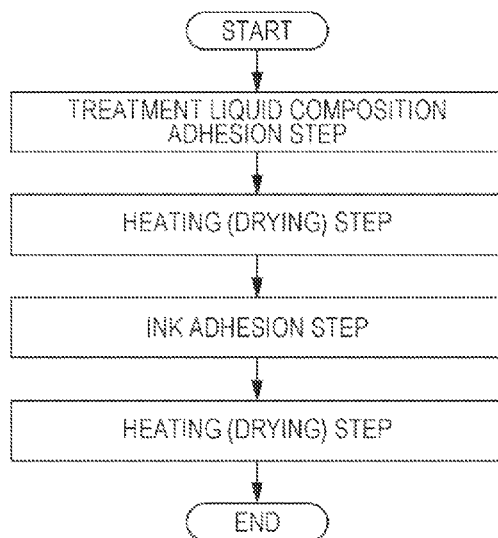 START
TREATMENT LIQUID COMPOSITION
ADHESION STEP
HEATING (DRYING) STEP
INK ADHESION STEP
HEATING (DRYING) STEP
END